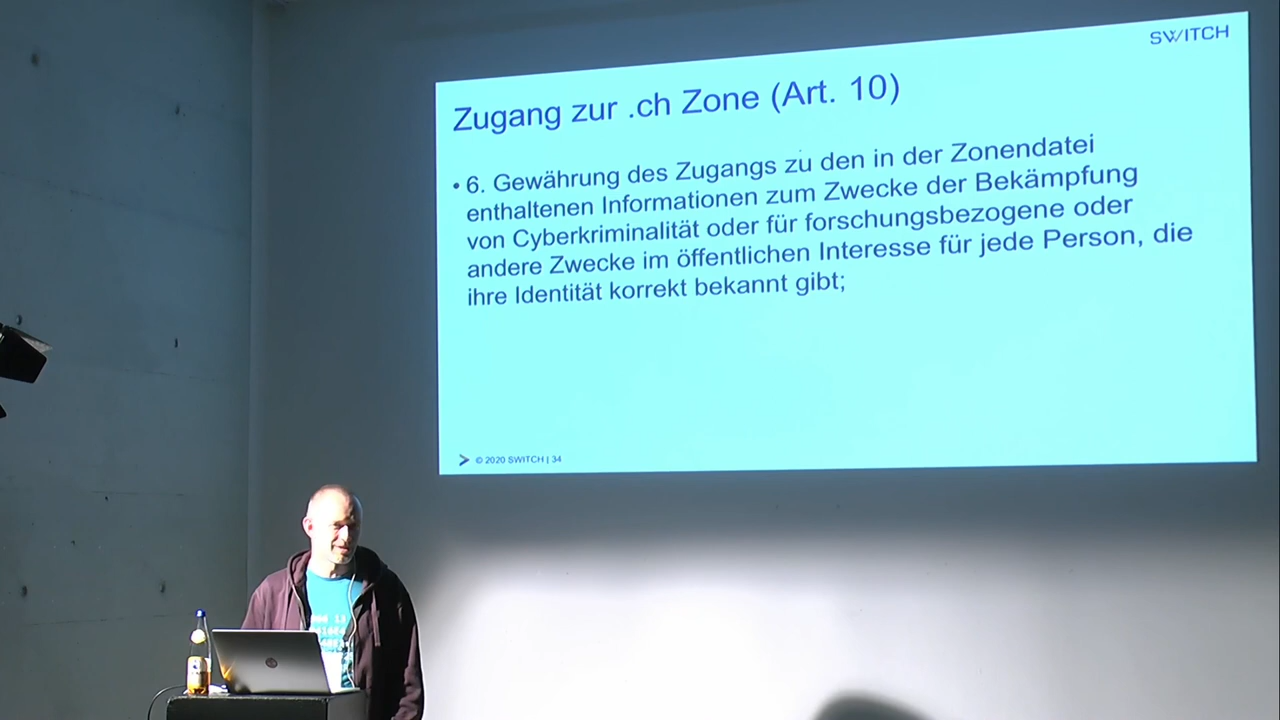 SWITCH
Zugang zur .ch Zone (Art. 10)
• 6. Gewährung des Zugangs zu den in der Zonendatei
enthaltenen Informationen zum Zwecke der Bekämpfung
von Cyberkriminalität oder für forschungsbezogene oder
andere Zwecke im öffentlichen Interesse für jede Person, die
ihre Identität korrekt bekannt gibt;
© 2020 SWITCH | 34